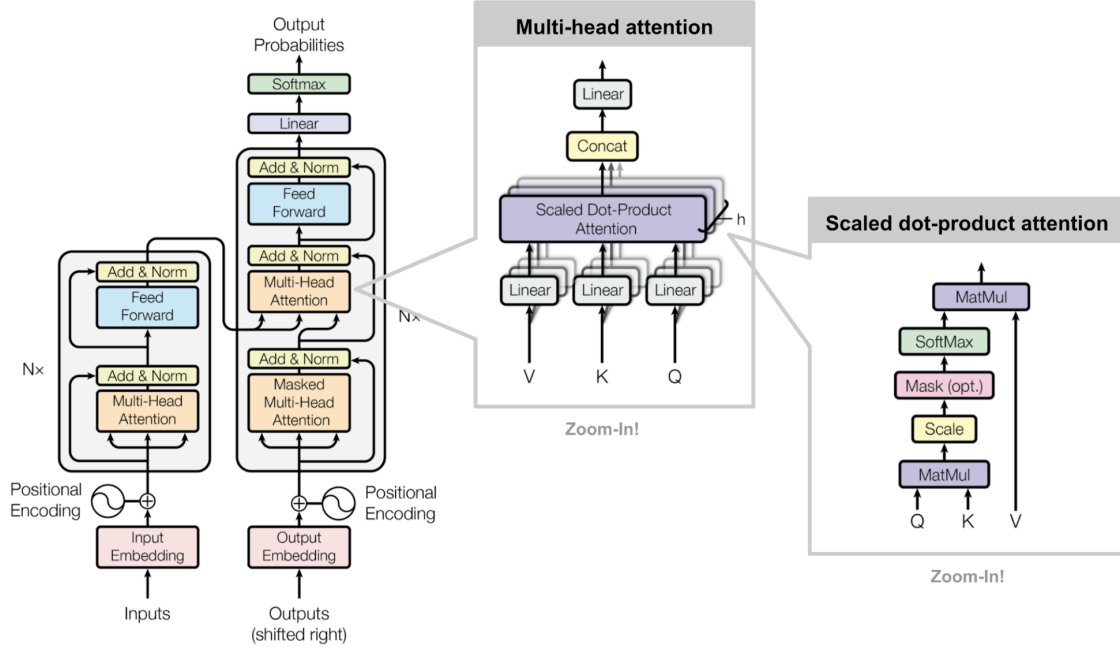 Output
Probabilities
Softmax
Linear
Add & Norm
Feed
Forward
Add & Norm
Multi-Head
Attention
Add & Norm
Masked
Multi-Head
Attention
N×
Positional
Encoding
Output
Embedding
Outputs
(shifted right)
Add & Norm
Feed
Forward
N×
Add & Norm
Multi-Head
Attention
Positional
Encoding
Input
Embedding
Inputs
Multi-head attention
Linear
Concat
Scaled Dot-Product
Attention
h
Linear
Linear
Linear
V
K
Q
Zoom-In!
Scaled dot-product attention
MatMul
SoftMax
Mask (opt.)
Scale
MatMul
Q
K
V
Zoom-In!